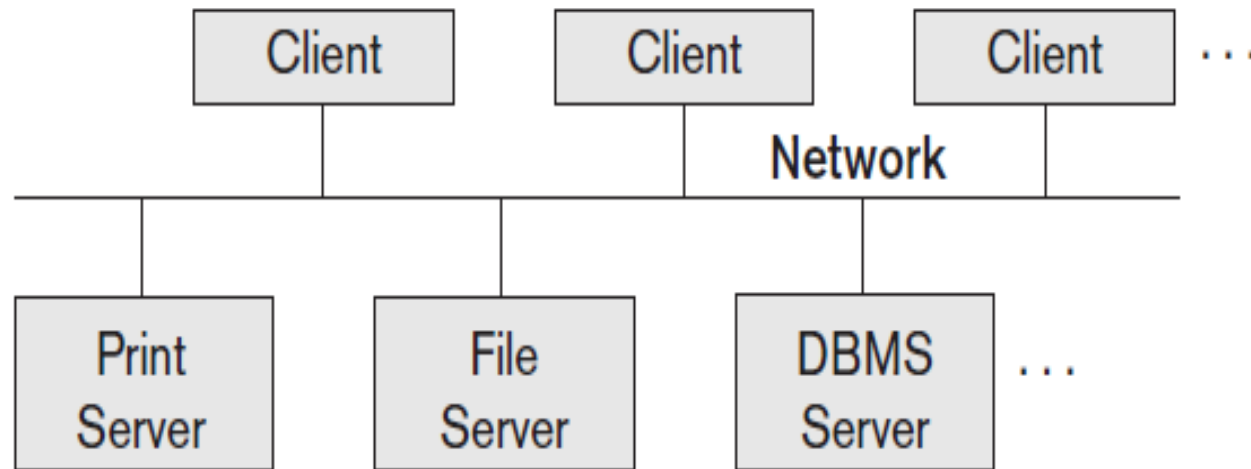 Client Client Client ...
Network
Print Server File Server DBMS Server ...